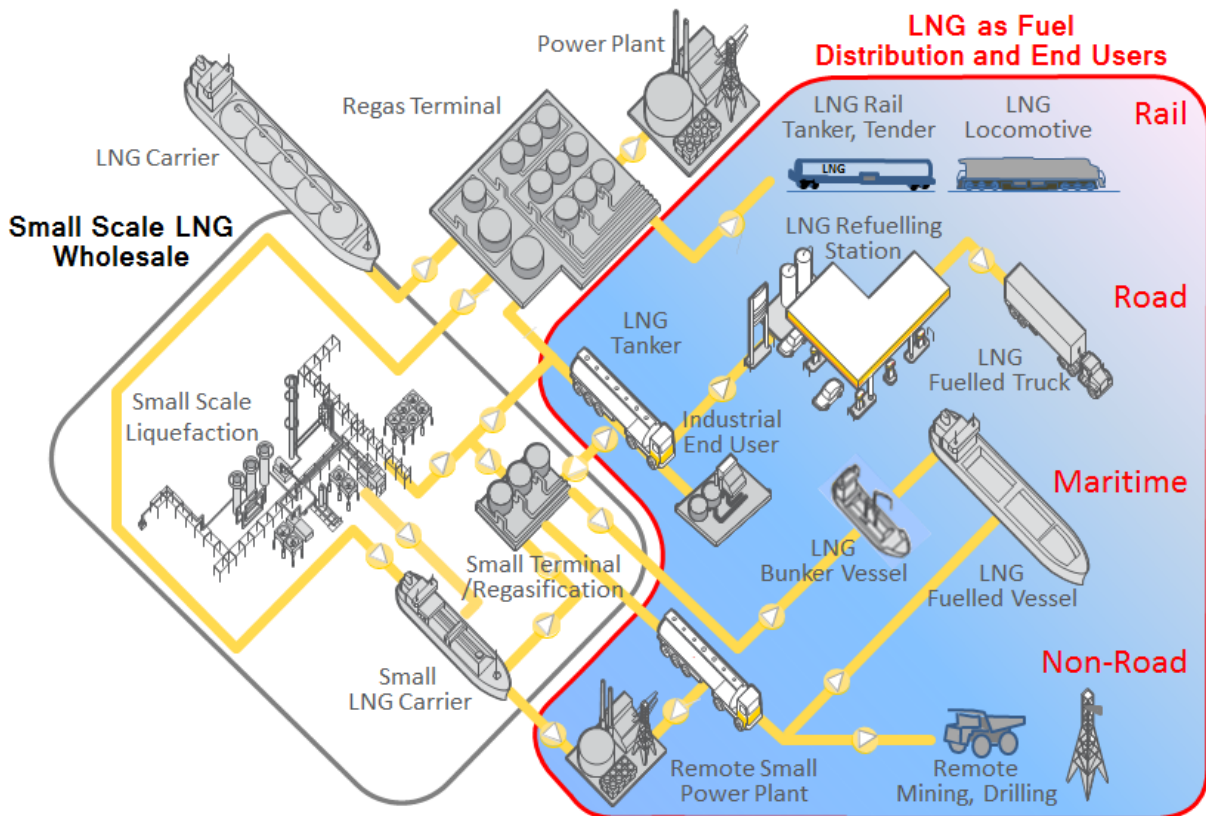 LNG as Fuel
Distribution and End Users
Power Plant
Regas Terminal
LNG Carrier
Small Scale LNG
Wholesale
LNG Rail
Tanker, Tender
LNG
Locomotive
Rail
LNG
LNG Refuelling
Station
Road
LNG
Tanker
LNG
Fuelled Truck
Small Scale
Liquefaction
Industrial
End User
Maritime
Small Terminal
/Regasification
LNG
Bunker Vessel
LNG
Fuelled Vessel
Non-Road
Small
LNG Carrier
Remote Small
Power Plant
Remote
Mining, Drilling